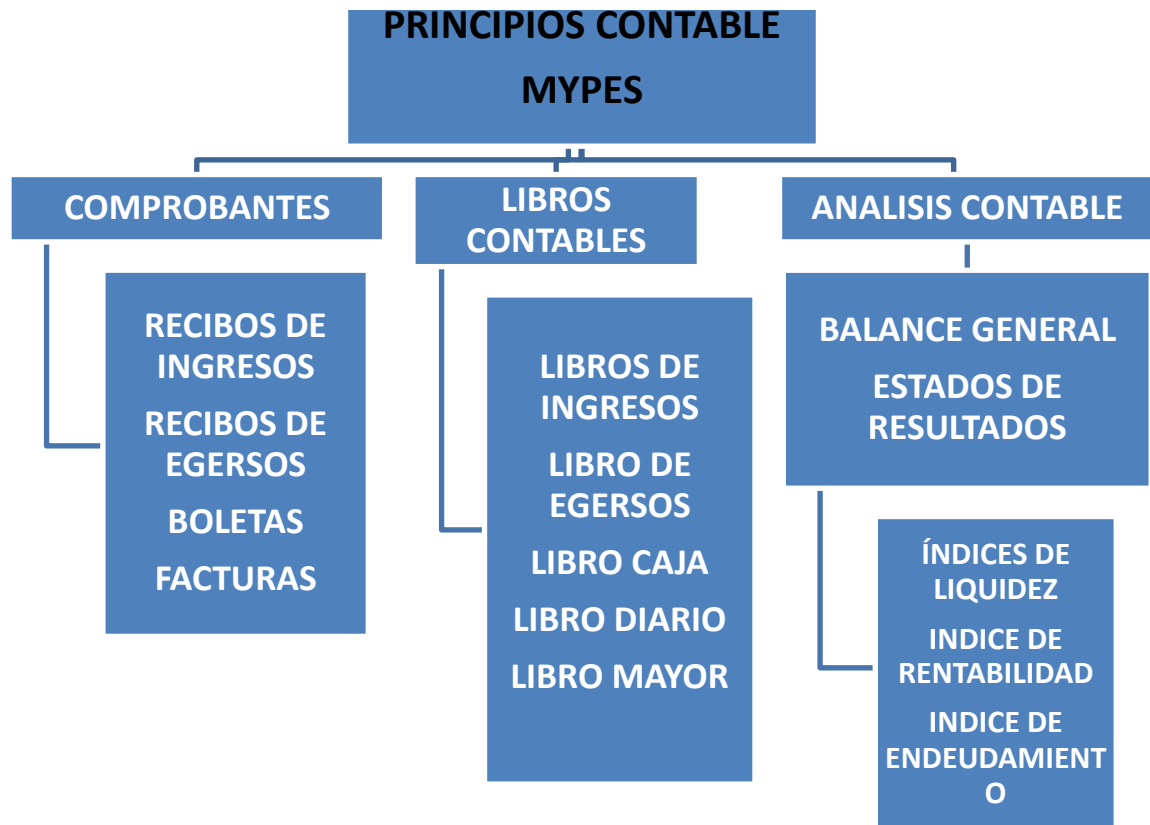 PRINCIPIOS CONTABLE
MYPES
COMPROBANTES
RECIBOS DE
INGRESOS
RECIBOS DE
EGERSOS
BOLETAS
FACTURAS
LIBROS
CONTABLES
LIBROS DE
INGRESOS
LIBRO DE
EGERSOS
LIBRO CAJA
LIBRO DIARIO
LIBRO MAYOR
ANALISIS CONTABLE
BALANCE GENERAL
ESTADOS DE
RESULTADOS
ÍNDICES DE
LIQUIDEZ
INDICE DE
RENTABILIDAD
INDICE DE
ENDEUDAMIENT
O